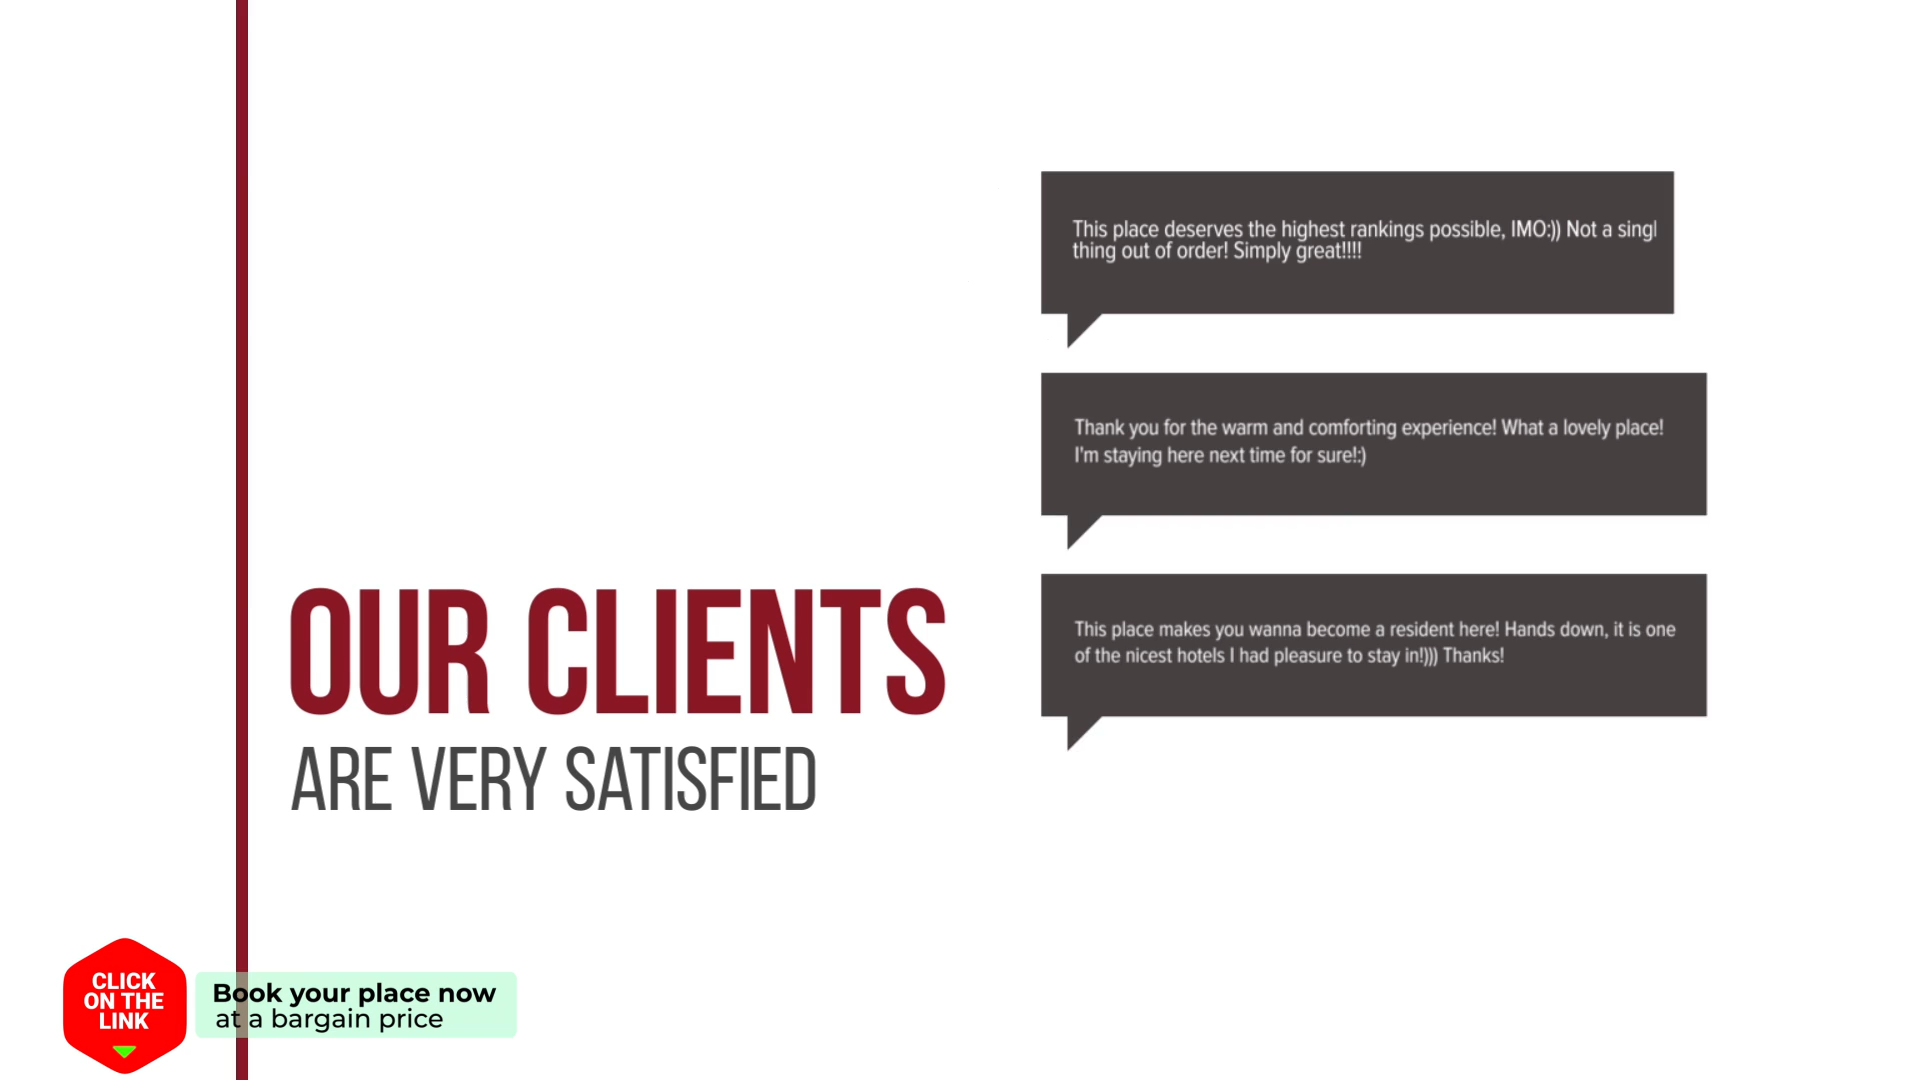 This place deserves the highest rankings possible, IMO:)) Not a singl
thing out of order! Simply great!!!!
Thank you for the warm and comforting experience! What a lovely place!
I'm staying here next time for sure!:)
This place makes you wanna become a resident here! Hands down, it is one
of the nicest hotels I had pleasure to stay in!))) Thanks!
OUR CLIENTS
ARE VERY SATISFIED
CLICK
ON THE
LINK
Book your place now
at a bargain price